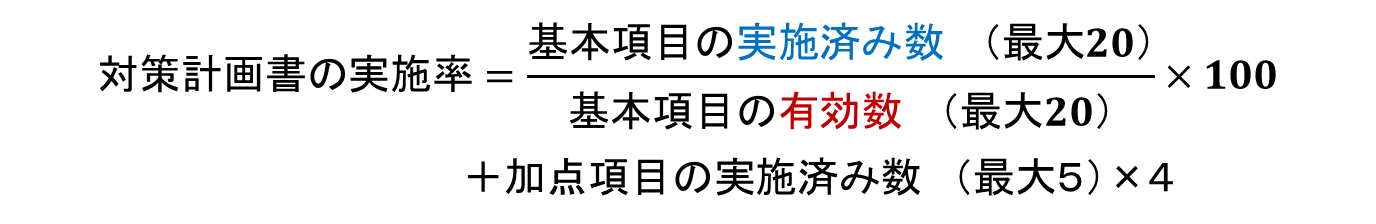 対策計画書の実施率＝基本項目の実施済み数 （最大20）
基本項目の有効数 （最大20）
×100
＋加点項目の実施済み数 （最大5）×4